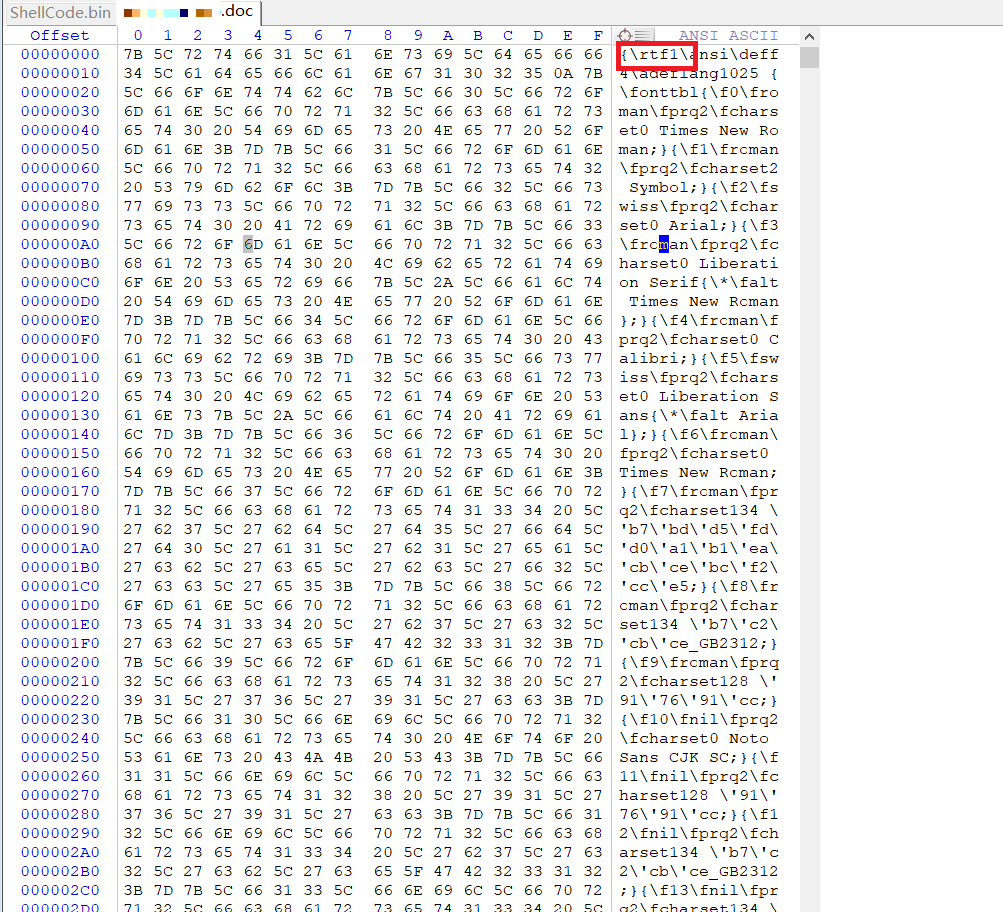 ShellCode.bin .doc
Offset 0 1 2 3 4 5 6 7 8 9 A B C D E F ANSI ASCII
00000000 7B 5C 72 74 66 31 5C 61 6E 73 69 5C 64 65 66 66 {\rtf1\ansi\deff
00000010 34 5C 61 64 65 66 6C 61 6E 67 31 30 32 35 0A 7B 4\adeflang1025 {
00000020 5C 66 6F 6E 74 74 62 6C 7B 5C 66 30 5C 66 72 6F \fonttbl{\f0\fro
00000030 6D 61 6E 5C 66 70 72 71 32 5C 66 63 68 61 72 73 man\fprq2\fchars
00000040 65 74 30 20 54 69 6D 65 73 20 4E 65 77 20 52 6F et0 Times New Ro
00000050 6D 61 6E 3B 7D 7B 5C 66 31 5C 66 72 6F 6D 61 6E man;}{\f1\froman
00000060 5C 66 70 72 71 32 5C 66 63 68 61 72 73 65 74 32 \fprq2\fcharset2
00000070 20 53 79 6D 62 6F 6C 3B 7D 7B 5C 66 32 5C 66 73 Symbol;}{\f2\fs
00000080 77 69 73 73 5C 66 70 72 71 32 5C 66 63 68 61 72 wiss\fprq2\fchar
00000090 73 65 74 30 20 41 72 69 61 6C 3B 7D 7B 5C 66 33 set0 Arial;}{\f3
000000A0 5C 66 72 6F 6D 61 6E 5C 66 70 72 71 32 5C 66 63 \froman\fprq2\fc
000000B0 68 61 72 73 65 74 30 20 4C 69 62 65 72 61 74 69 harset0 Liberati
000000C0 6F 6E 20 53 65 72 69 66 7B 5C 2A 5C 66 61 6C 74 on Serif{\*\falt
000000D0 20 54 69 6D 65 73 20 4E 65 77 20 52 6F 6D 61 6E Times New Roman
000000E0 7D 3B 7D 7B 5C 66 34 5C 66 72 6F 6D 61 6E 5C 66 };}{\f4\froman\f
000000F0 70 72 71 32 5C 66 63 68 61 72 73 65 74 30 20 43 prq2\fcharset0 C
00000100 61 6C 69 62 72 69 3B 7D 7B 5C 66 35 5C 66 73 77 alibri;}{\f5\fsw
00000110 69 73 73 5C 66 70 72 71 32 5C 66 63 68 61 72 73 iss\fprq2\fchars
00000120 65 74 30 20 4C 69 62 65 72 61 74 69 6F 6E 20 53 et0 Liberation S
00000130 61 6E 73 7B 5C 2A 5C 66 61 6C 74 20 41 72 69 61 ans{\*\falt Aria
00000140 6C 7D 3B 7D 7B 5C 66 36 5C 66 72 6F 6D 61 6E 5C l};}{\f6\froman\
00000150 66 70 72 71 32 5C 66 63 68 61 72 73 65 74 30 20 fprq2\fcharset0
00000160 54 69 6D 65 73 20 4E 65 77 20 52 6F 6D 61 6E 3B Times New Roman;
00000170 7D 7B 5C 66 37 5C 66 72 6F 6D 61 6E 5C 66 70 72 }{\f7\froman\fpr
00000180 71 32 5C 66 63 68 61 72 73 65 74 31 33 34 20 5C q2\fcharset134 \
00000190 27 62 37 5C 27 62 64 5C 27 64 35 5C 27 66 64 5C 'b7\'bd\'d5\'fd\
000001A0 27 64 30 5C 27 61 31 5C 27 62 31 5C 27 65 61 5C 'd0\'a1\'b1\'ea\
000001B0 27 63 62 5C 27 63 65 5C 27 62 63 5C 27 66 32 5C 'cb\'ce\'bc\'f2\
000001C0 27 63 63 5C 27 65 35 3B 7D 7B 5C 66 38 5C 66 72 'cc\'e5;}{\f8\fr
000001D0 6F 6D 61 6E 5C 66 70 72 71 32 5C 66 63 68 61 72 oman\fprq2\fchar
000001E0 73 65 74 31 33 34 20 5C 27 62 37 5C 27 63 32 5C set134 \'b7\'c2\
000001F0 27 63 62 5C 27 63 65 5F 47 42 32 33 31 32 3B 7D 'cb\'ce_GB2312;}
00000200 7B 5C 66 39 5C 66 72 6F 6D 61 6E 5C 66 70 72 71 {\f9\froman\fprq
00000210 32 5C 66 63 68 61 72 73 65 74 31 32 38 20 5C 27 2\fcharset128 \'
00000220 39 31 5C 27 37 36 5C 27 39 31 5C 27 63 63 3B 7D 91\'76\'91\'cc;}
00000230 7B 5C 66 31 30 5C 66 6E 69 6C 5C 66 70 72 71 32 {\f10\fnil\fprq2
00000240 5C 66 63 68 61 72 73 65 74 30 20 4E 6F 74 6F 20 \fcharset0 Noto
00000250 53 61 6E 73 20 43 4A 4B 20 53 43 3B 7D 7B 5C 66 Sans CJK SC;}{\f
00000260 31 31 5C 66 6E 69 6C 5C 66 70 72 71 32 5C 66 63 11\fnil\fprq2\fc
00000270 68 61 72 73 65 74 31 32 38 20 5C 27 39 31 5C 27 harset128 \'91\'
00000280 37 36 5C 27 39 31 5C 27 63 63 3B 7D 7B 5C 66 31 76\'91\'cc;}{\f1
00000290 32 5C 66 6E 69 6C 5C 66 70 72 71 32 5C 66 63 68 2\fnil\fprq2\fch
000002A0 61 72 73 65 74 31 33 34 20 5C 27 62 37 5C 27 63 arset134 \'b7\'c
000002B0 32 5C 27 63 62 5C 27 63 65 5F 47 42 32 33 31 32 2\'cb\'ce_GB2312
000002C0 3B 7D 7B 5C 66 31 33 5C 66 6E 69 6C 5C 66 70 72 ;}{\f13\fnil\fpr
000002D0 71 32 5C 66 63 68 61 72 73 65 74 31 33 34 20 5C q2\fcharset134 \